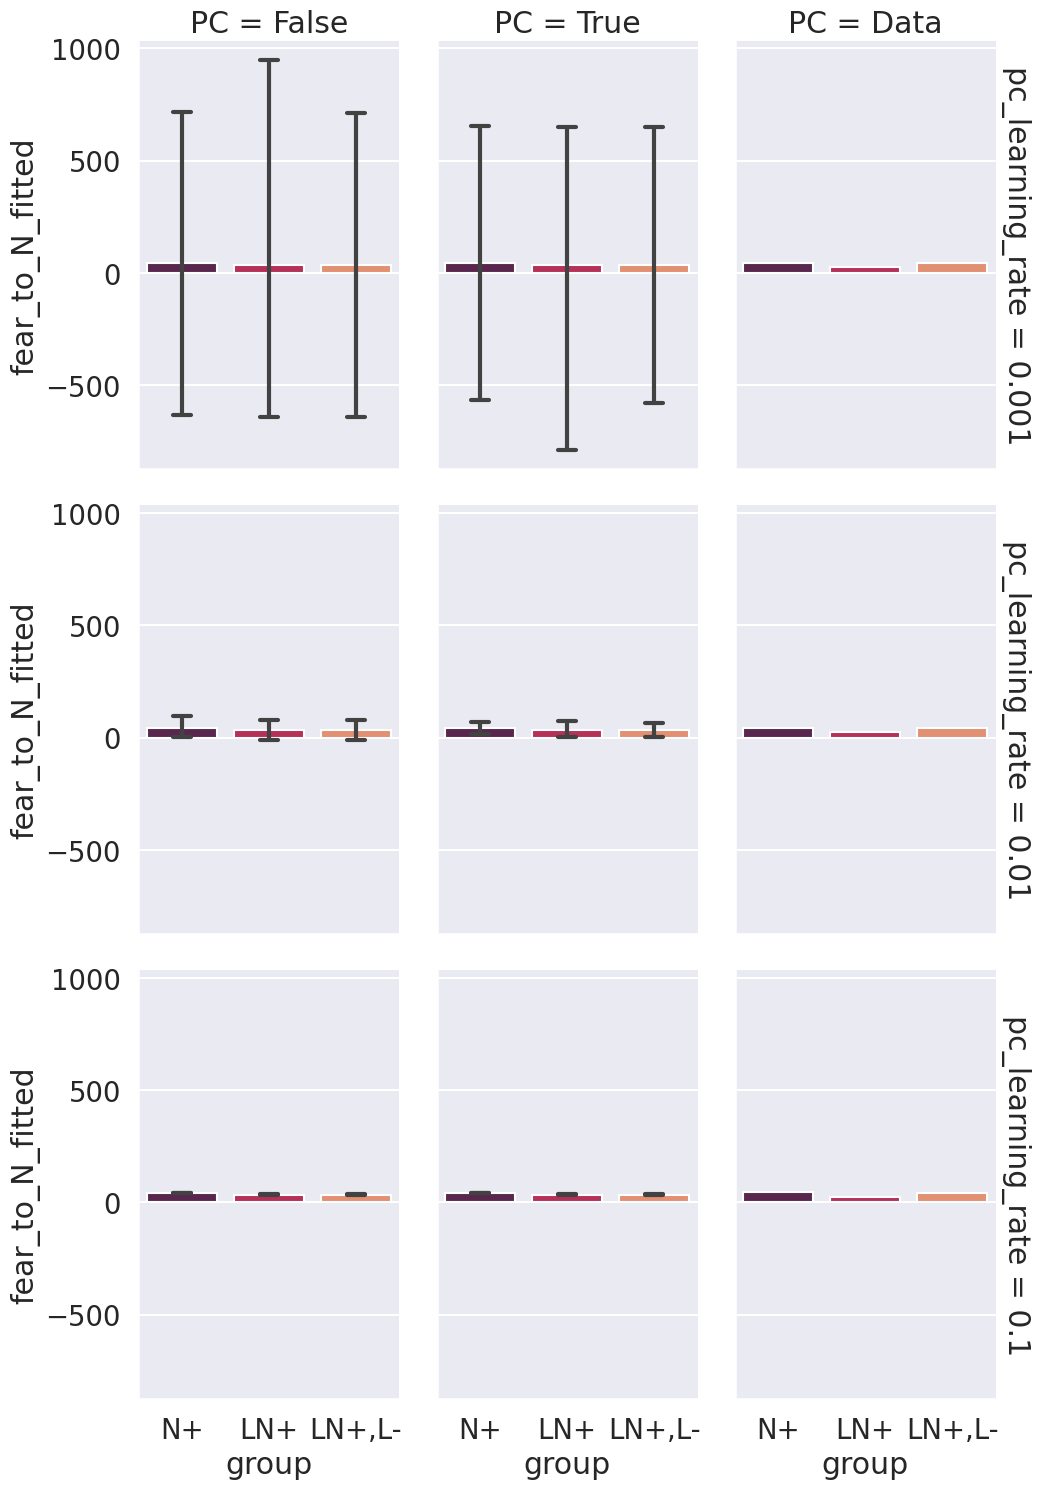 PC = False
PC = True
PC = Data
1000
500
0
−500
fear_to_N_fitted
pc_learning_rate = 0.001
1000
500
0
−500
fear_to_N_fitted
pc_learning_rate = 0.01
1000
500
0
−500
fear_to_N_fitted
pc_learning_rate = 0.1
N+ LN+ LN+,L-
N+ LN+ LN+,L-
N+ LN+ LN+,L-
group
group
group